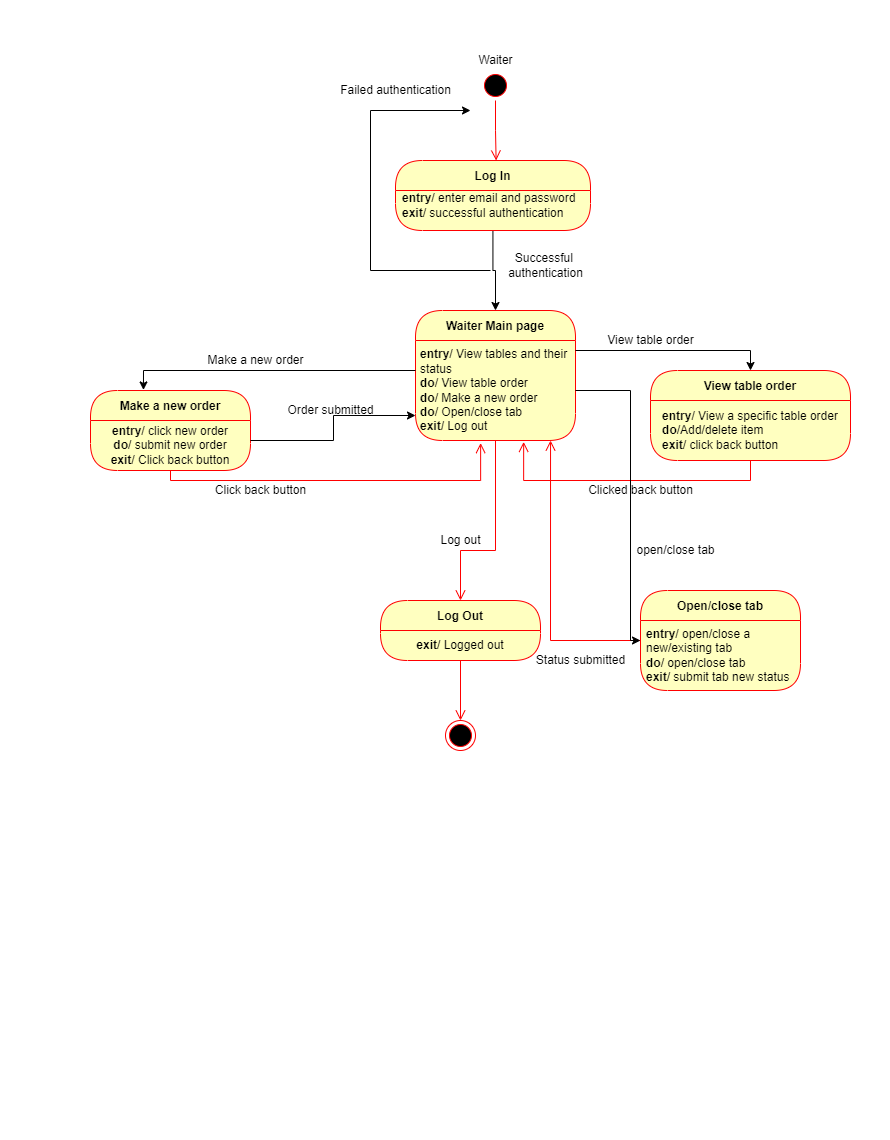 Waiter
Failed authentication
Log In
entry/ enter email and password
exit/ successful authentication
Successful
authentication
Waiter Main page
entry/ View tables and their
status
do/ View table order
do/ Make a new order
do/ Open/close tab
exit/ Log out
View table order
Make a new order
View table order
entry/ View a specific table order
do/Add/delete item
exit/ click back button
Make a new order
entry/ click new order
do/ submit new order
exit/ Click back button
Order submitted
Click back button
Clicked back button
Log out
open/close tab
Log Out
exit/ Logged out
Open/close tab
entry/ open/close a
new/existing tab
do/ open/close tab
exit/ submit tab new status
Status submitted